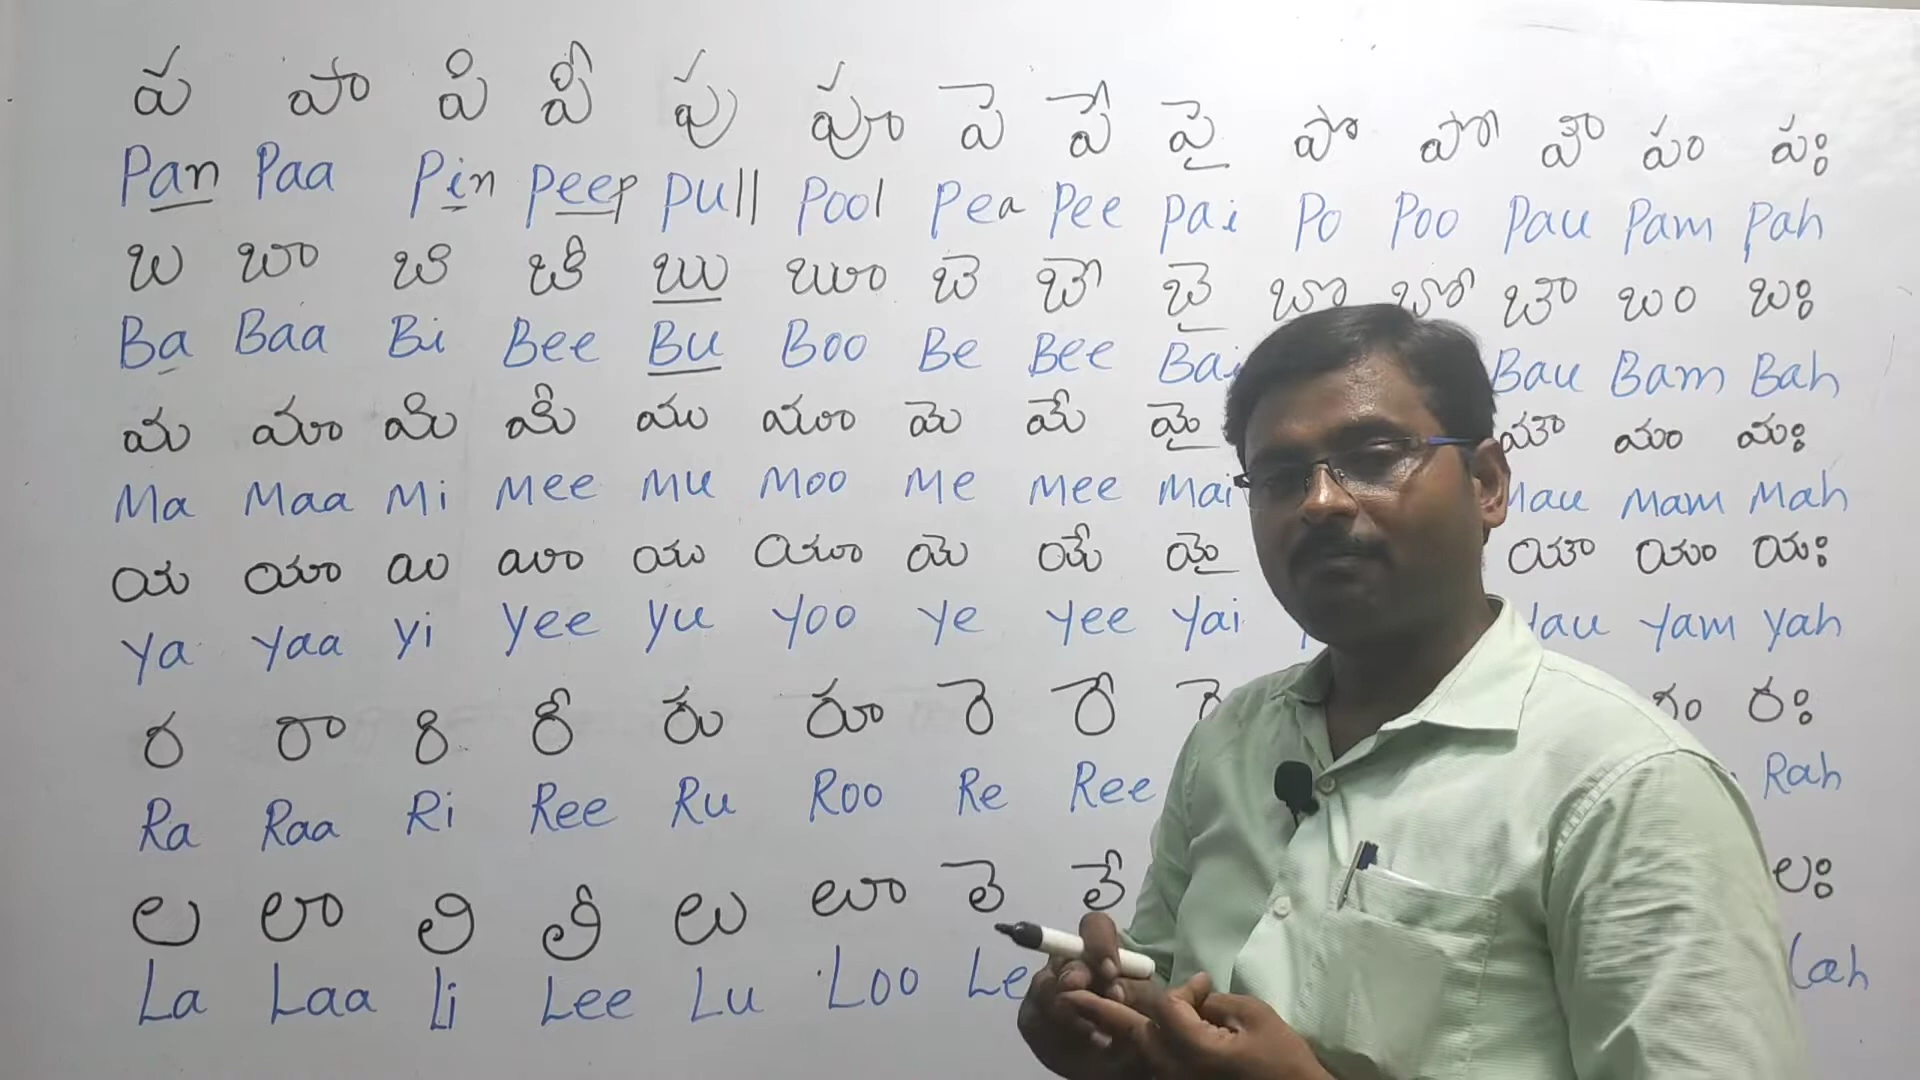 ప పా పి పీ పు పూ పె పే పై పొ పో పౌ పం పః
Pan Paa Pin Peep Pull Pool Pea Pee Pai Po Poo Pau Pam Pah
బ బా బి బీ బు బూ బె బే బై బొ బో బౌ బం బః
Ba Baa Bi Bee Bu Boo Be Bee Bai Bau Bam Bah
మ మా మి మీ ము మూ మె మే మై మౌ మం మః
Ma Maa Mi Mee Mu Moo Me Mee Mai Mau Mam Mah
య యా యి యీ యు యూ యె యే యై యౌ యం యః
Ya Yaa Yi Yee Yu Yoo Ye Yee Yai Yau Yam Yah
ర రా రి రీ రు రూ రె రే రం రః
Ra Raa Ri Ree Ru Roo Re Ree Rah
ల లా లి లీ లు లూ లె లే లః
La Laa Li Lee Lu Loo Le Lah